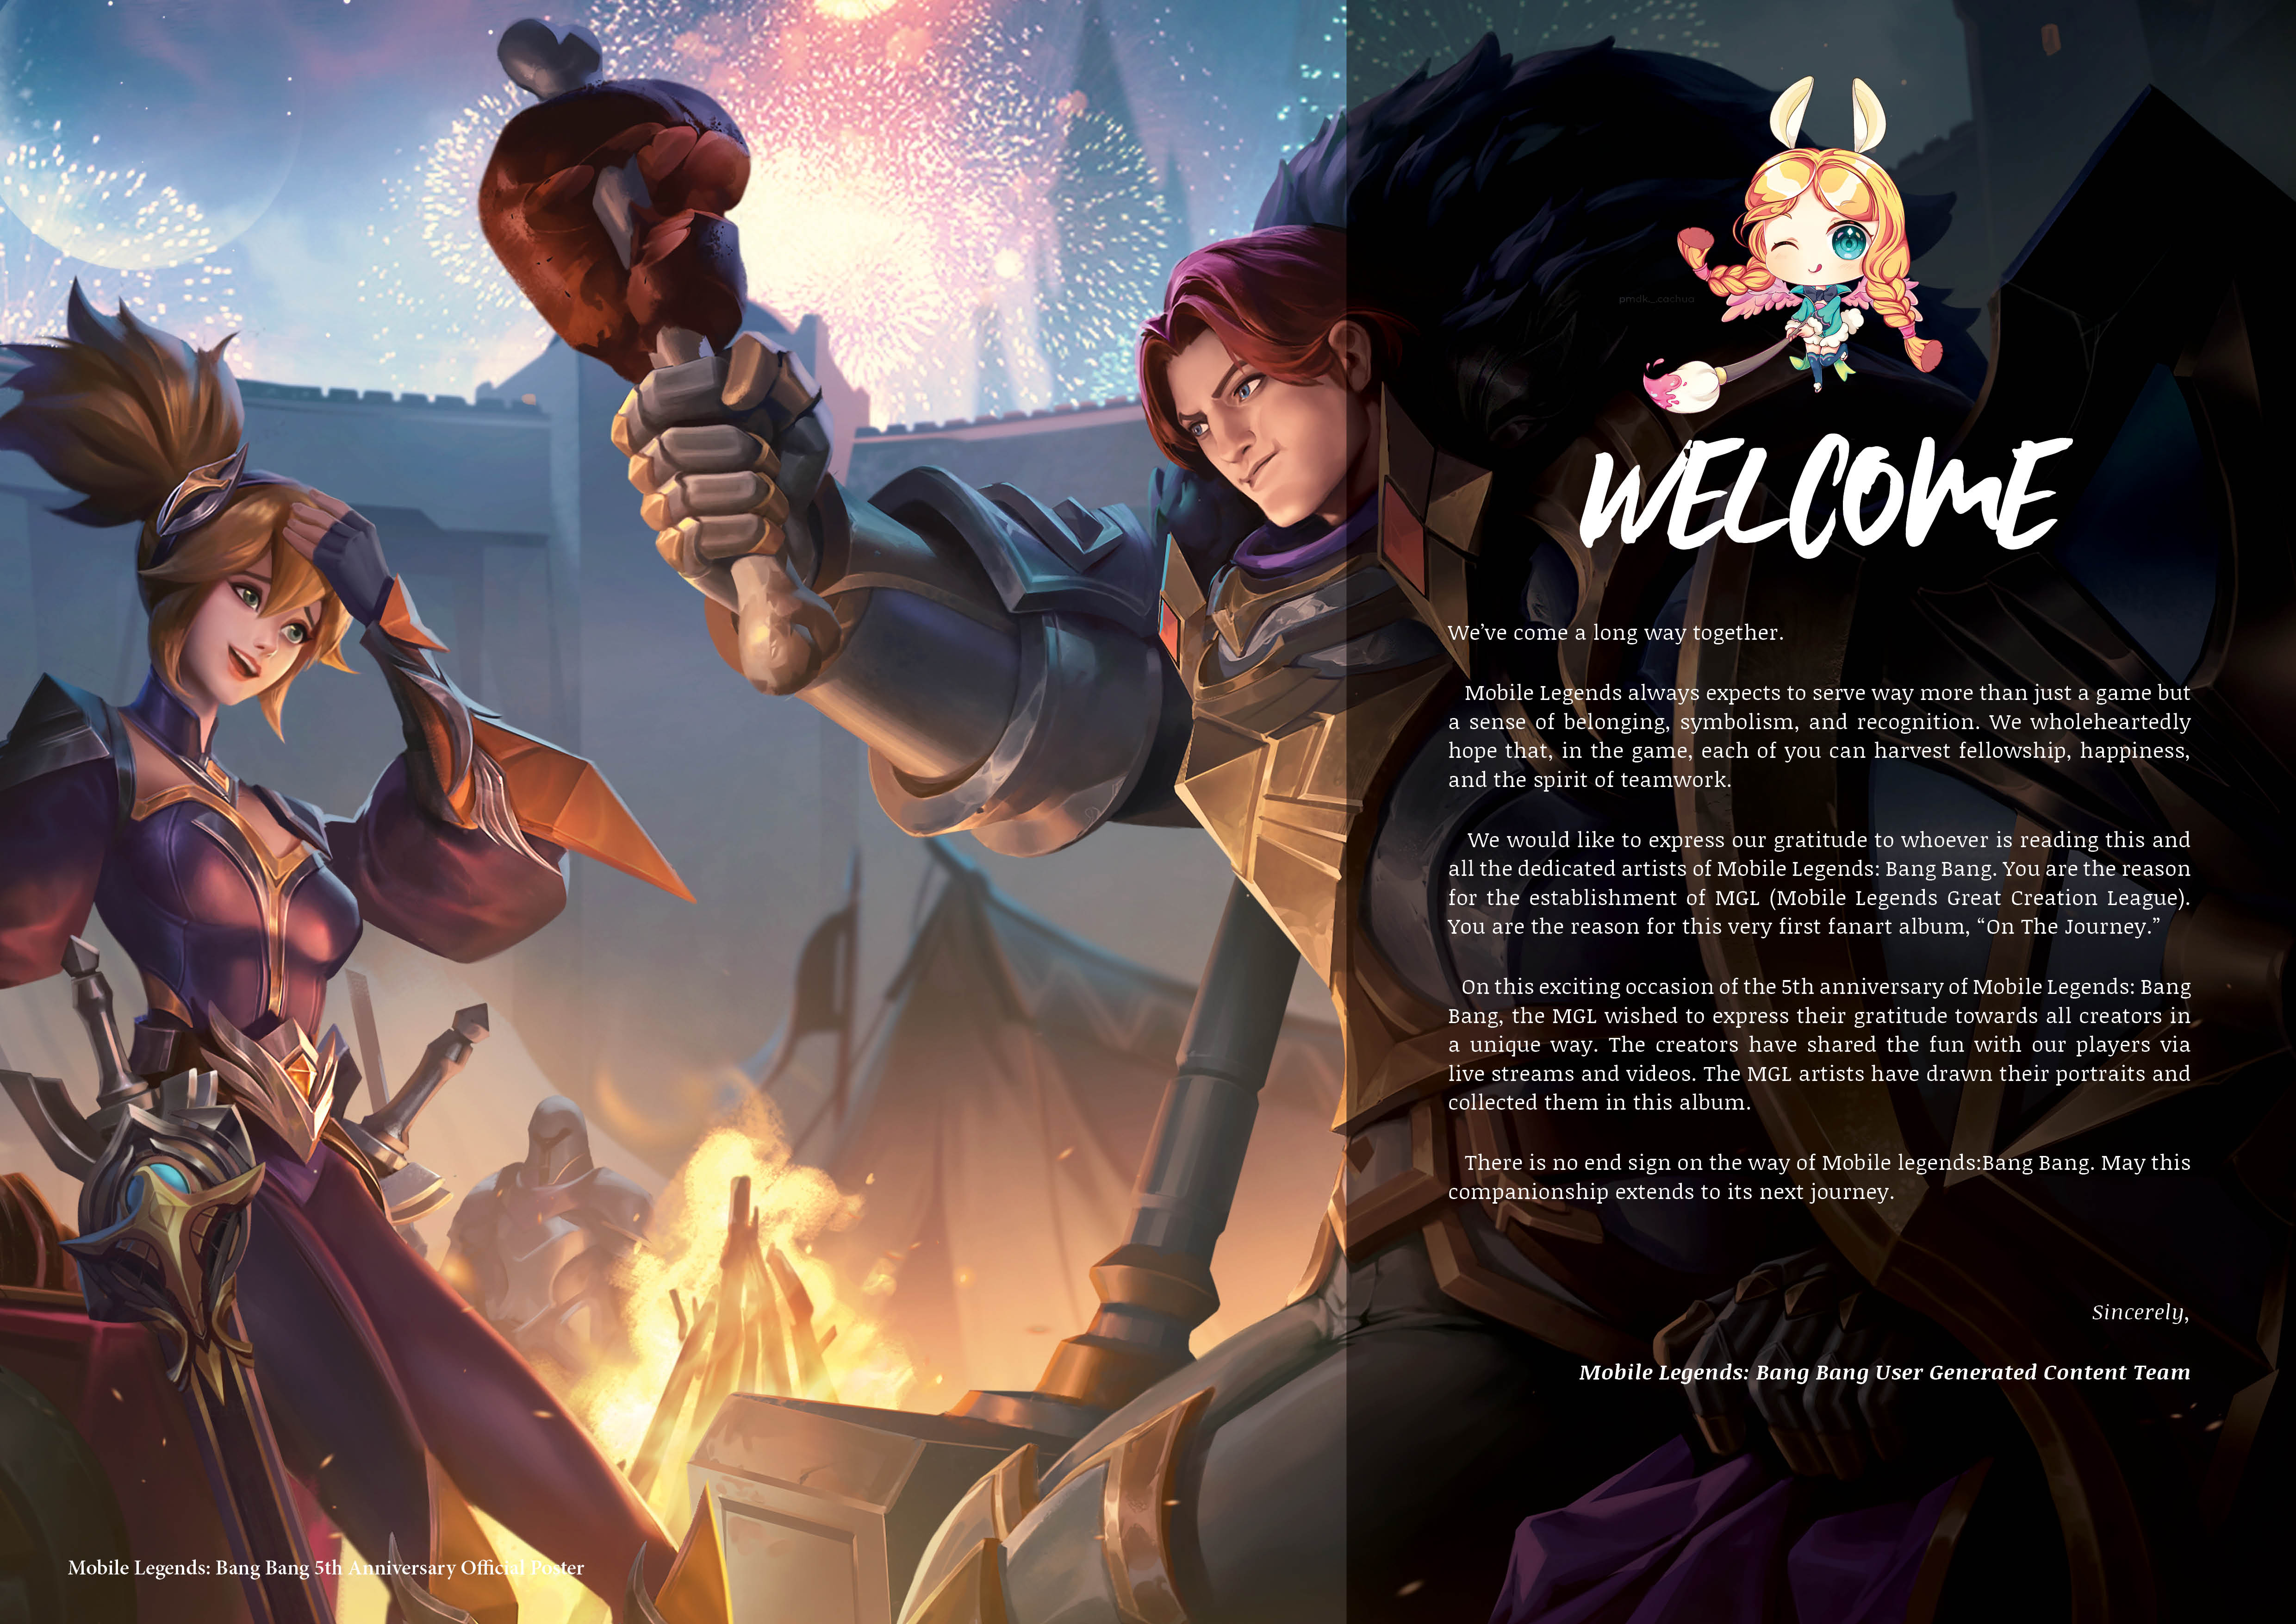 pmdk_.cachua
WELCOME
We’ve come a long way together.
Mobile Legends always expects to serve way more than just a game but
a sense of belonging, symbolism, and recognition. We wholeheartedly
hope that, in the game, each of you can harvest fellowship, happiness,
and the spirit of teamwork.
We would like to express our gratitude to whoever is reading this and
all the dedicated artists of Mobile Legends: Bang Bang. You are the reason
for the establishment of MGL (Mobile Legends Great Creation League).
You are the reason for this very first fanart album, “On The Journey.”
On this exciting occasion of the 5th anniversary of Mobile Legends: Bang
Bang, the MGL wished to express their gratitude towards all creators in
a unique way. The creators have shared the fun with our players via
live streams and videos. The MGL artists have drawn their portraits and
collected them in this album.
There is no end sign on the way of Mobile legends:Bang Bang. May this
companionship extends to its next journey.
Sincerely,
Mobile Legends: Bang Bang User Generated Content Team
Mobile Legends: Bang Bang 5th Anniversary Official Poster